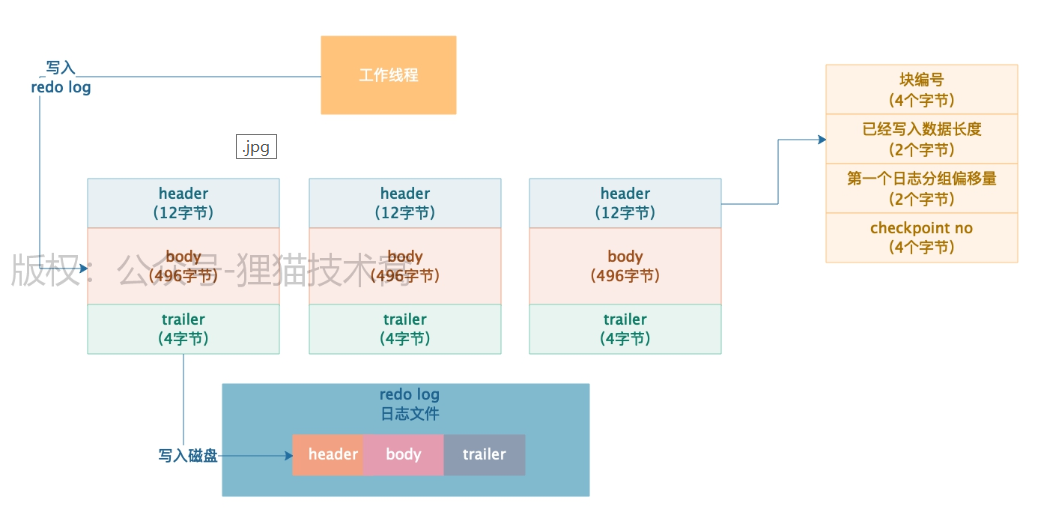 写入
redo log
工作线程
.jpg
块编号
(4个字节)
已经写入数据长度
(2个字节)
第一个日志分组偏移量
(2个字节)
checkpoint no
(4个字节)
header
(12字节)
header
(12字节)
header
(12字节)
body
(496字节)
body
(496字节)
body
(496字节)
版权：公众号-狸猫技术窝
trailer
(4字节)
trailer
(4字节)
trailer
(4字节)
redo log
日志文件
写入磁盘
header
body
trailer